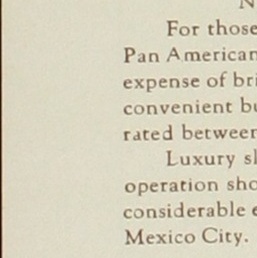 N
For those
Pan American
expense of bri
convenient bu
rated between
Luxury sl
operation sho
considerable e
Mexico City.